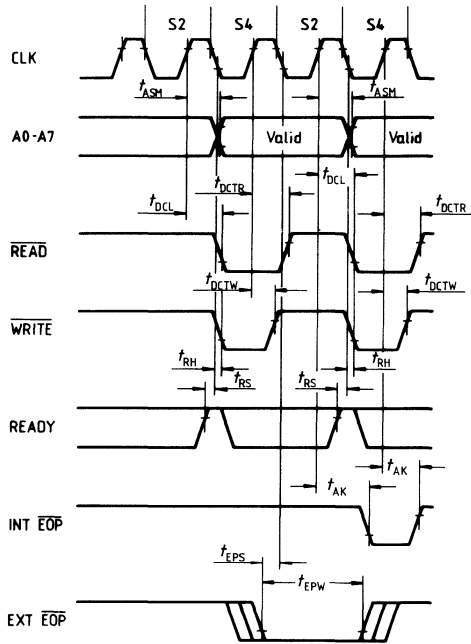 S2 S4 S2 S4
CLK
tASM tASM
A0-A7 Valid Valid
tDCL tDCTR tDCL tDCTR
READ
tDCTW tDCTW
WRITE
tRH tRH
tRS tRS
READY
tAK
tAK
INT EOP
tEPS
tEPW
EXT EOP